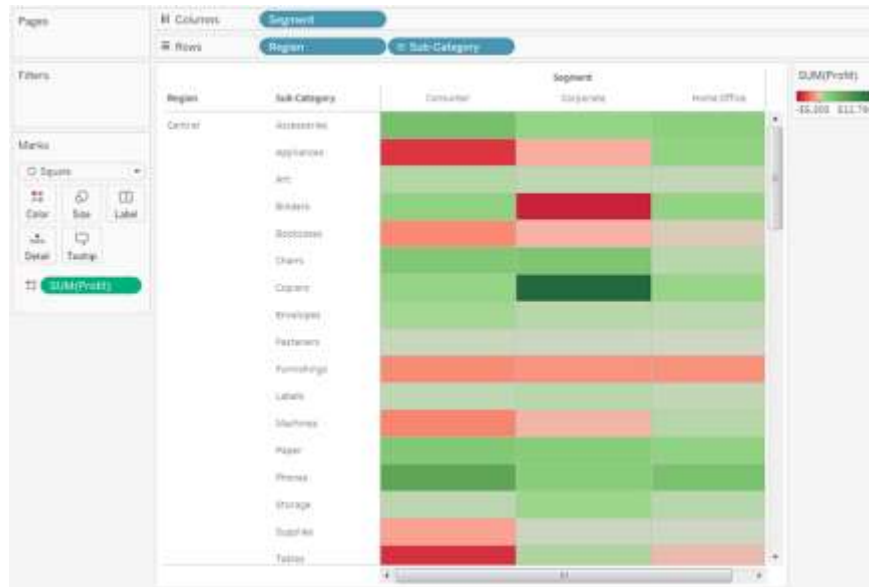 Pages
Columns Segment
Rows Region Sub-Category
Filters
Segment
SUM(Profit)
Region Sub-Category Consumer Corporate Home Office
Central Accessories
Marks
Appliances
Square
Art
Color Size Label
Binders
Bookcases
Detail Tooltip
Chairs
SUM(Profit)
Copiers
Envelopes
Fasteners
Furnishings
Labels
Machines
Paper
Phones
Storage
Supplies
Tables